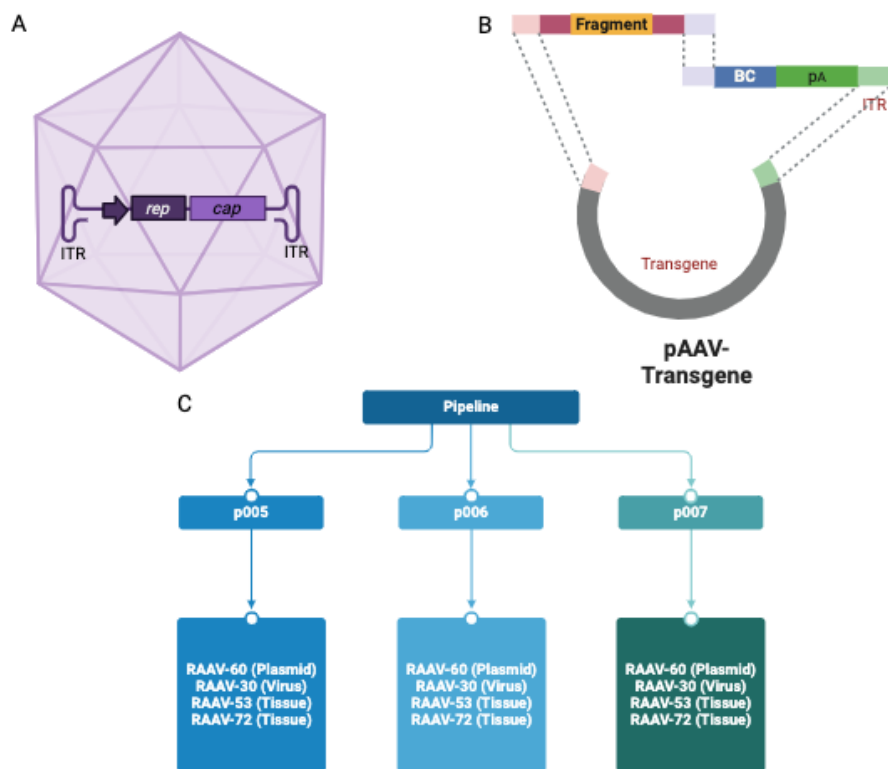 A
ITR
rep
cap
ITR
B
Fragment
BC
pA
ITR
Transgene
pAAV-
Transgene
C
Pipeline
p005
p006
p007
RAAV-60 (Plasmid)
RAAV-30 (Virus)
RAAV-53 (Tissue)
RAAV-72 (Tissue)
RAAV-60 (Plasmid)
RAAV-30 (Virus)
RAAV-53 (Tissue)
RAAV-72 (Tissue)
RAAV-60 (Plasmid)
RAAV-30 (Virus)
RAAV-53 (Tissue)
RAAV-72 (Tissue)